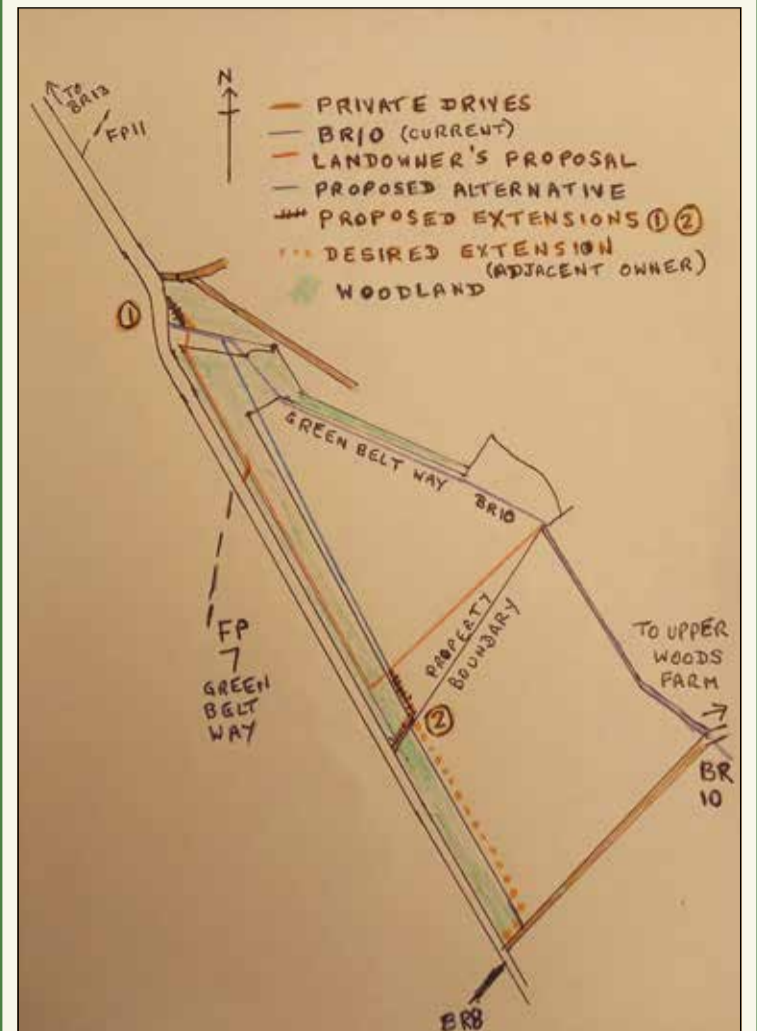 TO
BR13
FP11
N
PRIVATE DRIVES
BR10 (CURRENT)
LANDOWNER'S PROPOSAL
PROPOSED ALTERNATIVE
PROPOSED EXTENSIONS ① ②
DESIRED EXTENSION
(ADJACENT OWNER)
WOODLAND
①
GREEN BELT WAY
BR10
PROPERTY
BOUNDARY
TO UPPER
WOODS
FARM
FP
7
GREEN
BELT
WAY
②
BR
10
BR8